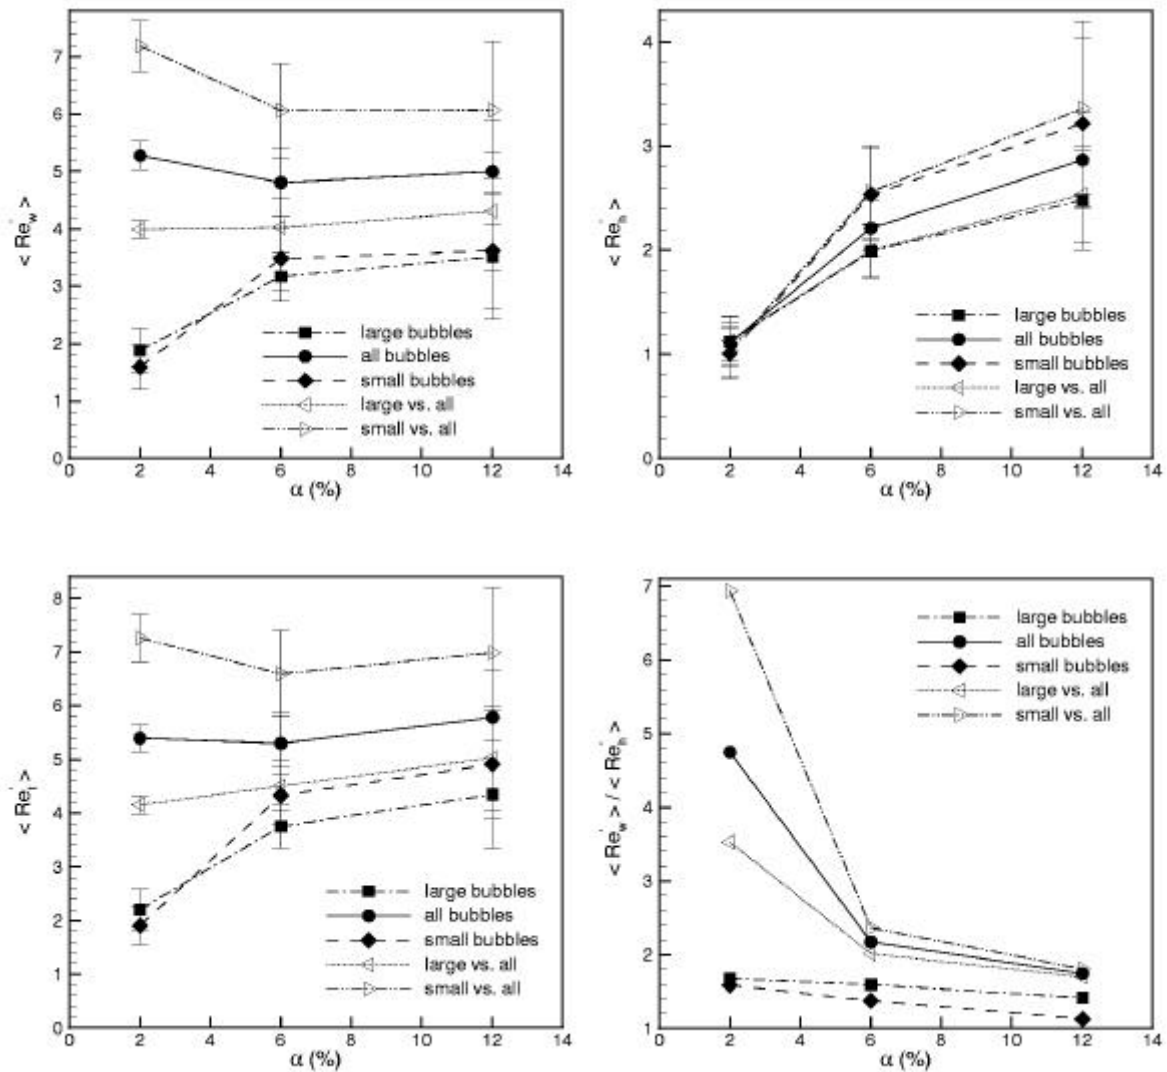 7
6
5
4
3
2
1
0
< Re'w >
large bubbles
all bubbles
small bubbles
large vs. all
small vs. all
0 2 4 6 8 10 12 14
α (%)
4
3
2
1
0
< Re'h >
large bubbles
all bubbles
small bubbles
large vs. all
small vs. all
0 2 4 6 8 10 12 14
α (%)
8
7
6
5
4
3
2
1
0
large bubbles
all bubbles
small bubbles
large vs. all
small vs. all
0 2 4 6 8 10 12 14
α (%)
7
6
5
4
3
2
1
< Re'w > / < Re'h >
large bubbles
all bubbles
small bubbles
large vs. all
small vs. all
0 2 4 6 8 10 12 14
α (%)